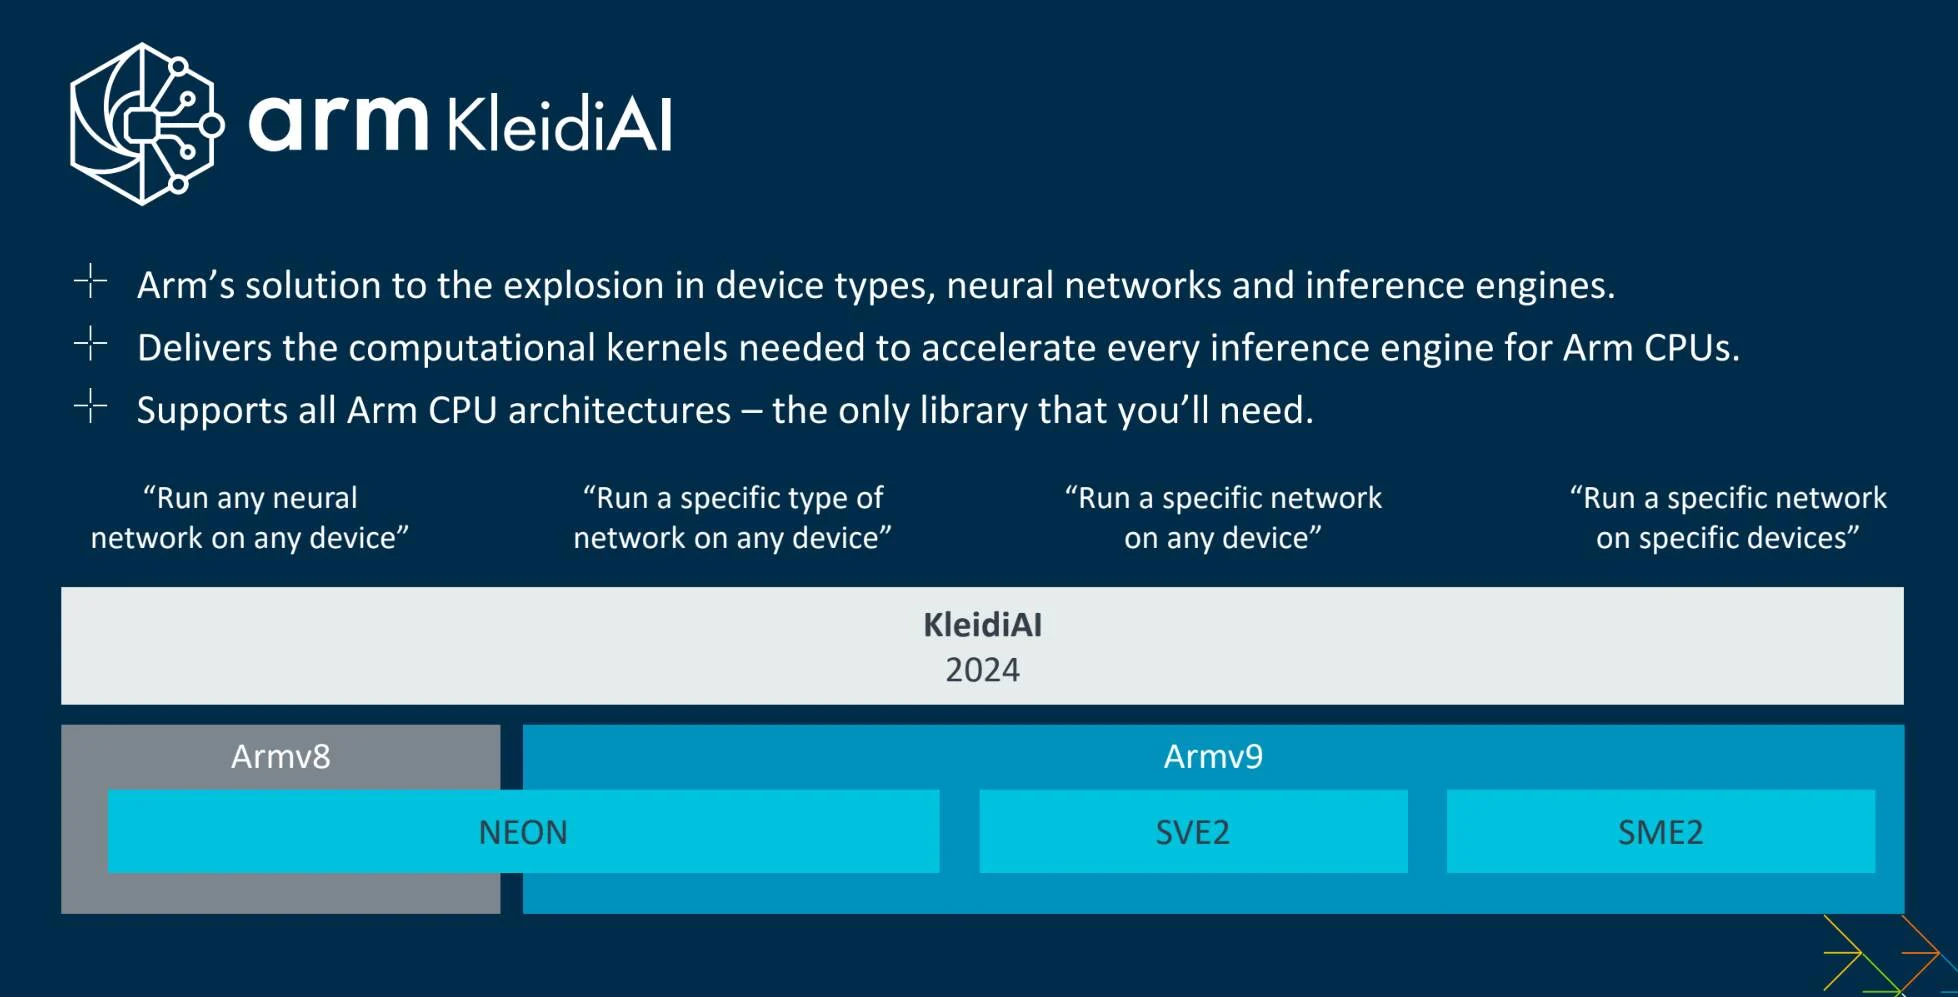 arm KleidiAI
Arm’s solution to the explosion in device types, neural networks and inference engines.
Delivers the computational kernels needed to accelerate every inference engine for Arm CPUs.
Supports all Arm CPU architectures – the only library that you’ll need.
“Run any neural
network on any device”
“Run a specific type of
network on any device”
“Run a specific network
on any device”
“Run a specific network
on specific devices”
KleidiAI
2024
Armv8
Armv9
NEON
SVE2
SME2